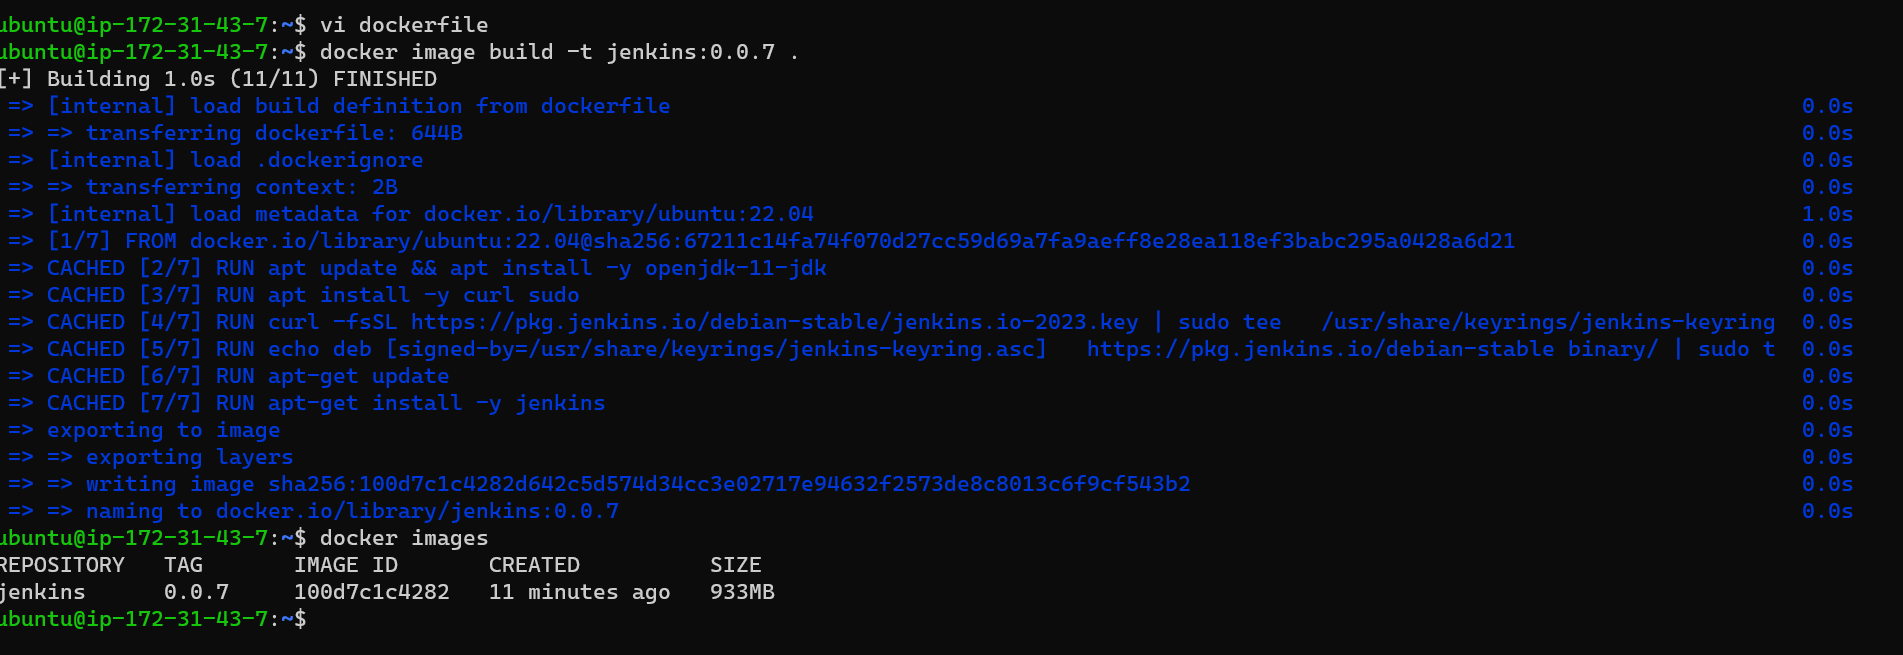 ubuntu@ip-172-31-43-7:~$ vi dockerfile
ubuntu@ip-172-31-43-7:~$ docker image build -t jenkins:0.0.7 .
[+] Building 1.0s (11/11) FINISHED
=> [internal] load build definition from dockerfile 0.0s
=> => transferring dockerfile: 644B 0.0s
=> [internal] load .dockerignore 0.0s
=> => transferring context: 2B 0.0s
=> [internal] load metadata for docker.io/library/ubuntu:22.04 1.0s
=> [1/7] FROM docker.io/library/ubuntu:22.04@sha256:67211c14fa74f070d27cc59d69a7fa9aeff8e28ea118ef3babc295a0428a6d21 0.0s
=> CACHED [2/7] RUN apt update && apt install -y openjdk-11-jdk 0.0s
=> CACHED [3/7] RUN apt install -y curl sudo 0.0s
=> CACHED [4/7] RUN curl -fsSL https://pkg.jenkins.io/debian-stable/jenkins.io-2023.key | sudo tee   /usr/share/keyrings/jenkins-keyring 0.0s
=> CACHED [5/7] RUN echo deb [signed-by=/usr/share/keyrings/jenkins-keyring.asc]   https://pkg.jenkins.io/debian-stable binary/ | sudo t 0.0s
=> CACHED [6/7] RUN apt-get update 0.0s
=> CACHED [7/7] RUN apt-get install -y jenkins 0.0s
=> exporting to image 0.0s
=> => exporting layers 0.0s
=> => writing image sha256:100d7c1c4282d642c5d574d34cc3e02717e94632f2573de8c8013c6f9cf543b2 0.0s
=> => naming to docker.io/library/jenkins:0.0.7 0.0s
ubuntu@ip-172-31-43-7:~$ docker images
REPOSITORY   TAG       IMAGE ID       CREATED          SIZE
jenkins      0.0.7     100d7c1c4282   11 minutes ago   933MB
ubuntu@ip-172-31-43-7:~$